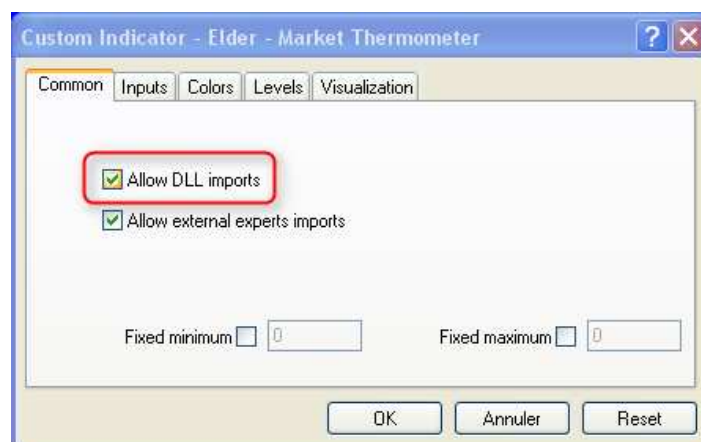 Custom Indicator - Elder - Market Thermometer
Common Inputs Colors Levels Visualization
Allow DLL imports
Allow external experts imports
Fixed minimum 0 Fixed maximum 0
OK Annuler Reset